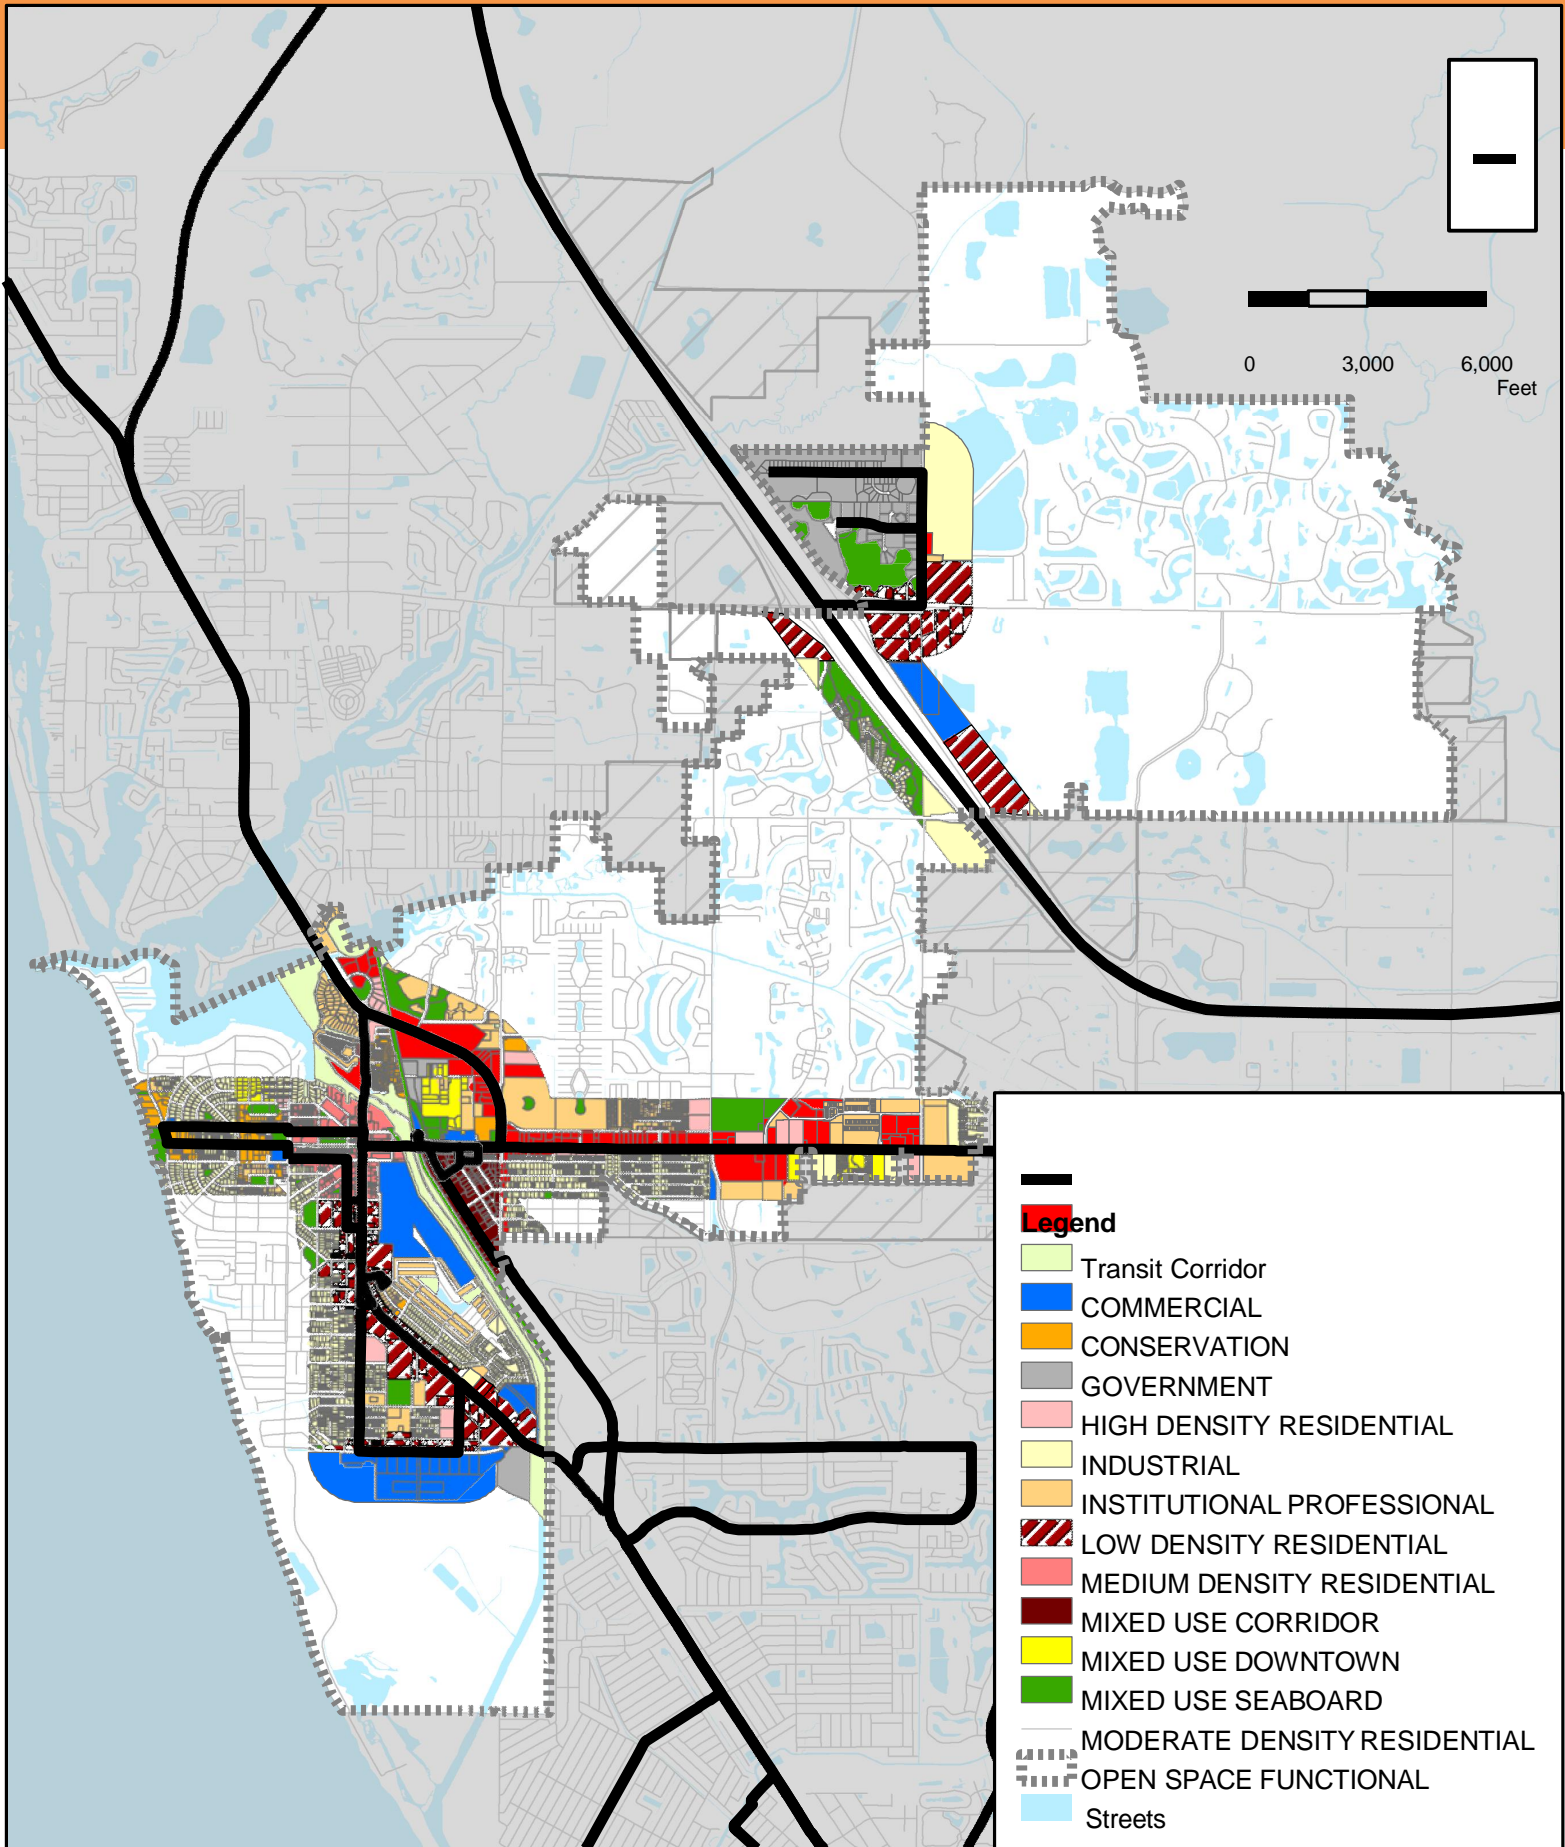 0 3,000 6,000
Feet
Legend
Transit Corridor
COMMERCIAL
CONSERVATION
GOVERNMENT
HIGH DENSITY RESIDENTIAL
INDUSTRIAL
INSTITUTIONAL PROFESSIONAL
LOW DENSITY RESIDENTIAL
MEDIUM DENSITY RESIDENTIAL
MIXED USE CORRIDOR
MIXED USE DOWNTOWN
MIXED USE SEABOARD
MODERATE DENSITY RESIDENTIAL
OPEN SPACE FUNCTIONAL
Streets